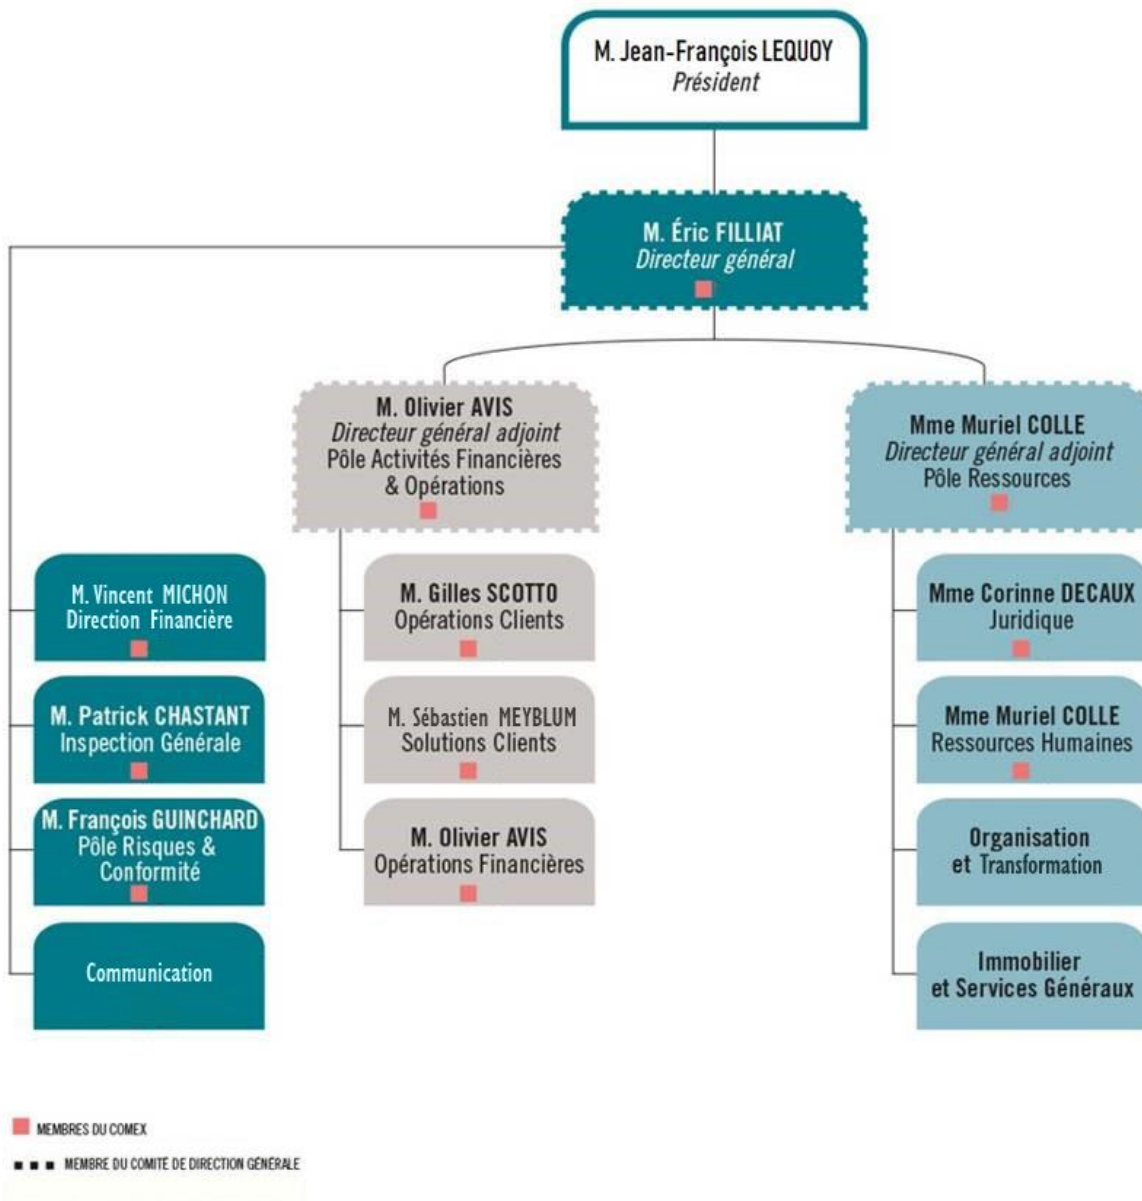 M. Jean-François LEQUOY
Président
M. Éric FILLIAT
Directeur général
M. Olivier AVIS
Directeur général adjoint
Pôle Activités Financières
& Opérations
Mme Muriel COLLE
Directeur général adjoint
Pôle Ressources
M. Vincent MICHON
Direction Financière
M. Patrick CHASTANT
Inspection Générale
M. François GUINCHARD
Pôle Risques &
Conformité
Communication
M. Gilles SCOTTO
Opérations Clients
M. Sébastien MEYBLUM
Solutions Clients
M. Olivier AVIS
Opérations Financières
Mme Corinne DECAUX
Juridique
Mme Muriel COLLE
Ressources Humaines
Organisation
et Transformation
Immobilier
et Services Généraux
MEMBRES DU COMEX
MEMBRE DU COMITÉ DE DIRECTION GÉNÉRALE